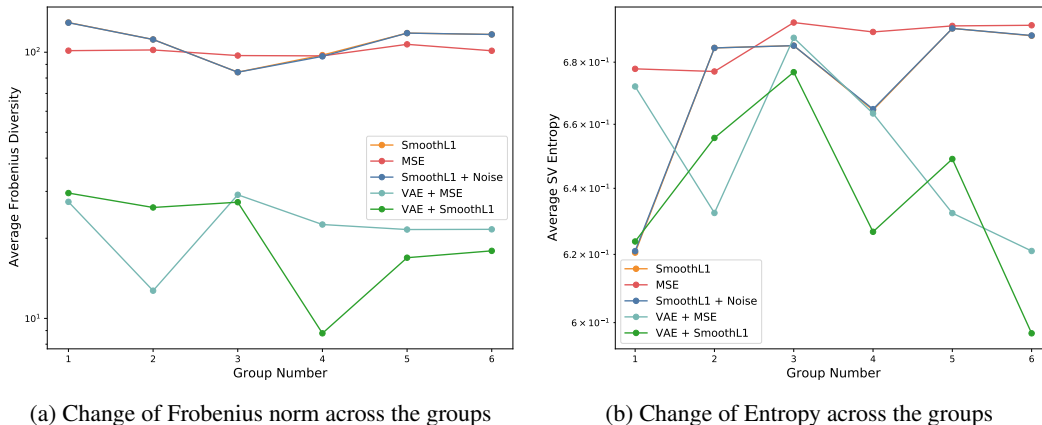 Average Frobenius Diversity
10²
10¹
SmoothL1
MSE
SmoothL1 + Noise
VAE + MSE
VAE + SmoothL1
1 2 3 4 5 6
Group Number
(a) Change of Frobenius norm across the groups
Average SV Entropy
6.8 × 10⁻¹
6.6 × 10⁻¹
6.4 × 10⁻¹
6.2 × 10⁻¹
6 × 10⁻¹
SmoothL1
MSE
SmoothL1 + Noise
VAE + MSE
VAE + SmoothL1
1 2 3 4 5 6
Group Number
(b) Change of Entropy across the groups